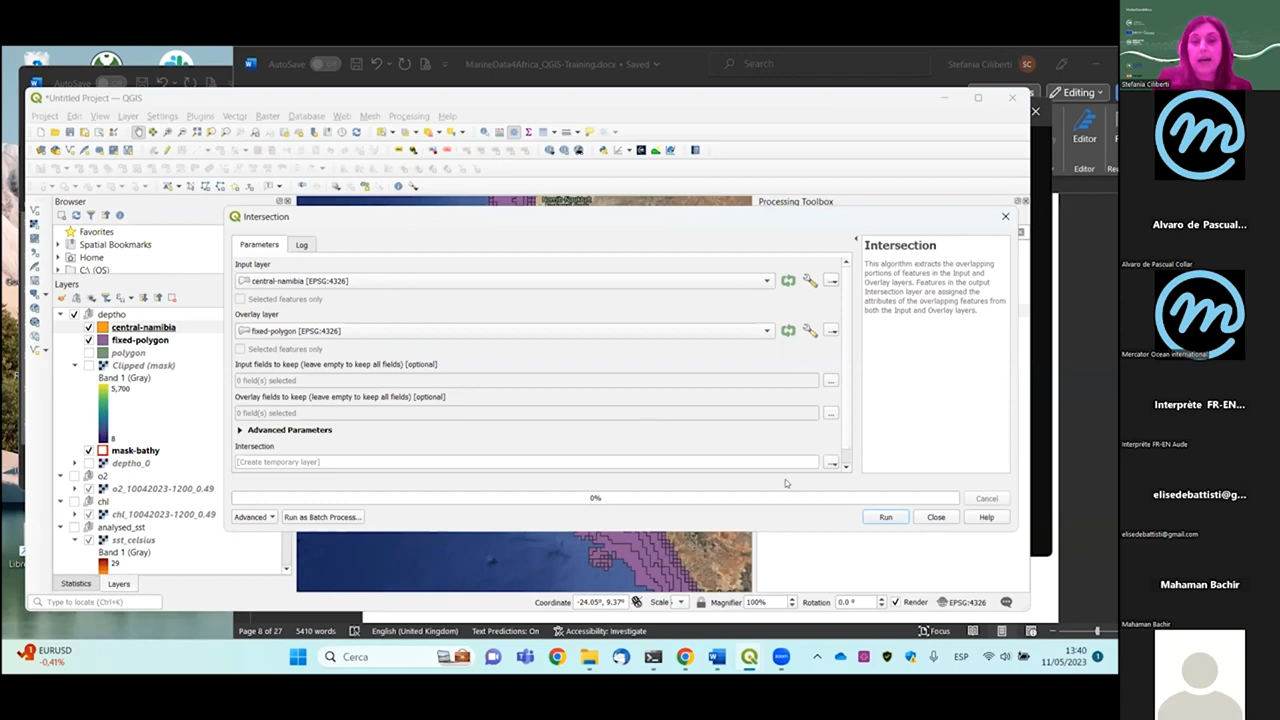 AutoSave
AutoSave Off
MarineData4Africa_QGIS-Training.docx • Saved
Search
Stefania Ciliberti
SC
*Untitled Project — QGIS
Editing
Project Edit View Layer Settings Plugins Vector Raster Database Web Mesh Processing Help
Editor
Editor
Browser
Favorites
Spatial Bookmarks
Home
C:\ (OS)
Processing Toolbox
Layers
deptho
central-namibia
fixed-polygon
polygon
Clipped (mask)
Band 1 (Gray)
5,700
8
mask-bathy
deptho_0
o2
o2_10042023-1200_0.49
chl
chl_10042023-1200_0.49
analysed_sst
sst_celsius
Band 1 (Gray)
29
Statistics Layers
Intersection
Parameters Log
Input layer
central-namibia [EPSG:4326]
Selected features only
Overlay layer
fixed-polygon [EPSG:4326]
Selected features only
Input fields to keep (leave empty to keep all fields) [optional]
0 field(s) selected
Overlay fields to keep (leave empty to keep all fields) [optional]
0 field(s) selected
Advanced Parameters
Intersection
[Create temporary layer]
0%
Cancel
Advanced
Run as Batch Process...
Run
Close
Help
Intersection
This algorithm extracts the overlapping
portions of features in the Input and
Overlay layers. Features in the output
Intersection layer are assigned the
attributes of the overlapping features from
both the Input and Overlay layers.
Type to locate (Ctrl+K)
Coordinate -24.05°, 9.37° Scale Magnifier 100% Rotation 0.0 ° Render EPSG:4326
Page 8 of 27 5410 words English (United Kingdom) Text Predictions: On Accessibility: Investigate Focus
EURUSD
-0,41%
Cerca
ESP
13:40
11/05/2023
1
Stefania Ciliberti
Alvaro de Pascual...
Alvaro de Pascual Collar
Mercator Ocean international
Interprète FR-EN...
Interprète FR-EN Aude
elisedebattisti@g...
elisedebattisti@gmail.com
Mahaman Bachir
Mahaman Bachir